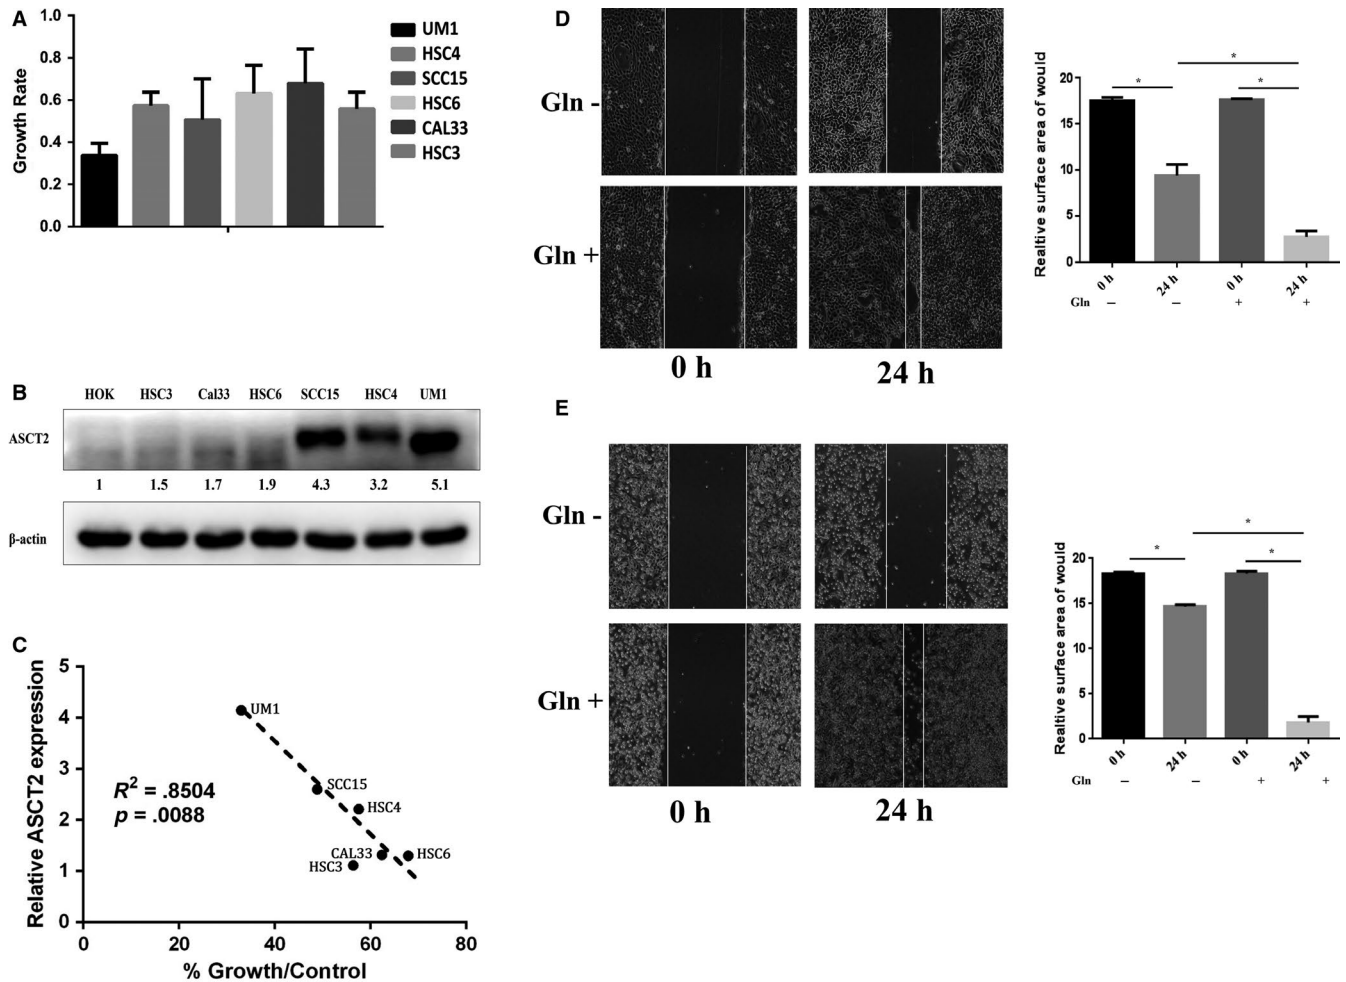 A
Growth Rate
1.0
0.8
0.6
0.4
0.2
0.0
UM1
HSC4
SCC15
HSC6
CAL33
HSC3
B
HOK HSC3 Cal33 HSC6 SCC15 HSC4 UM1
ASCT2
1 1.5 1.7 1.9 4.3 3.2 5.1
β-actin
C
Relative ASCT2 expression
5
4
3
2
1
0
UM1
SCC15
HSC4
CAL33
HSC6
HSC3
R² = .8504
p = .0088
0 20 40 60 80
% Growth/Control
D
Gln -
Gln +
0 h 24 h
Realtive surface area of would
20
15
10
5
0
* * *
0 h 24 h 0 h 24 h
Gln – – + +
E
Gln -
Gln +
0 h 24 h
Realtive surface area of would
20
15
10
5
0
* * *
0 h 24 h 0 h 24 h
Gln – – + +